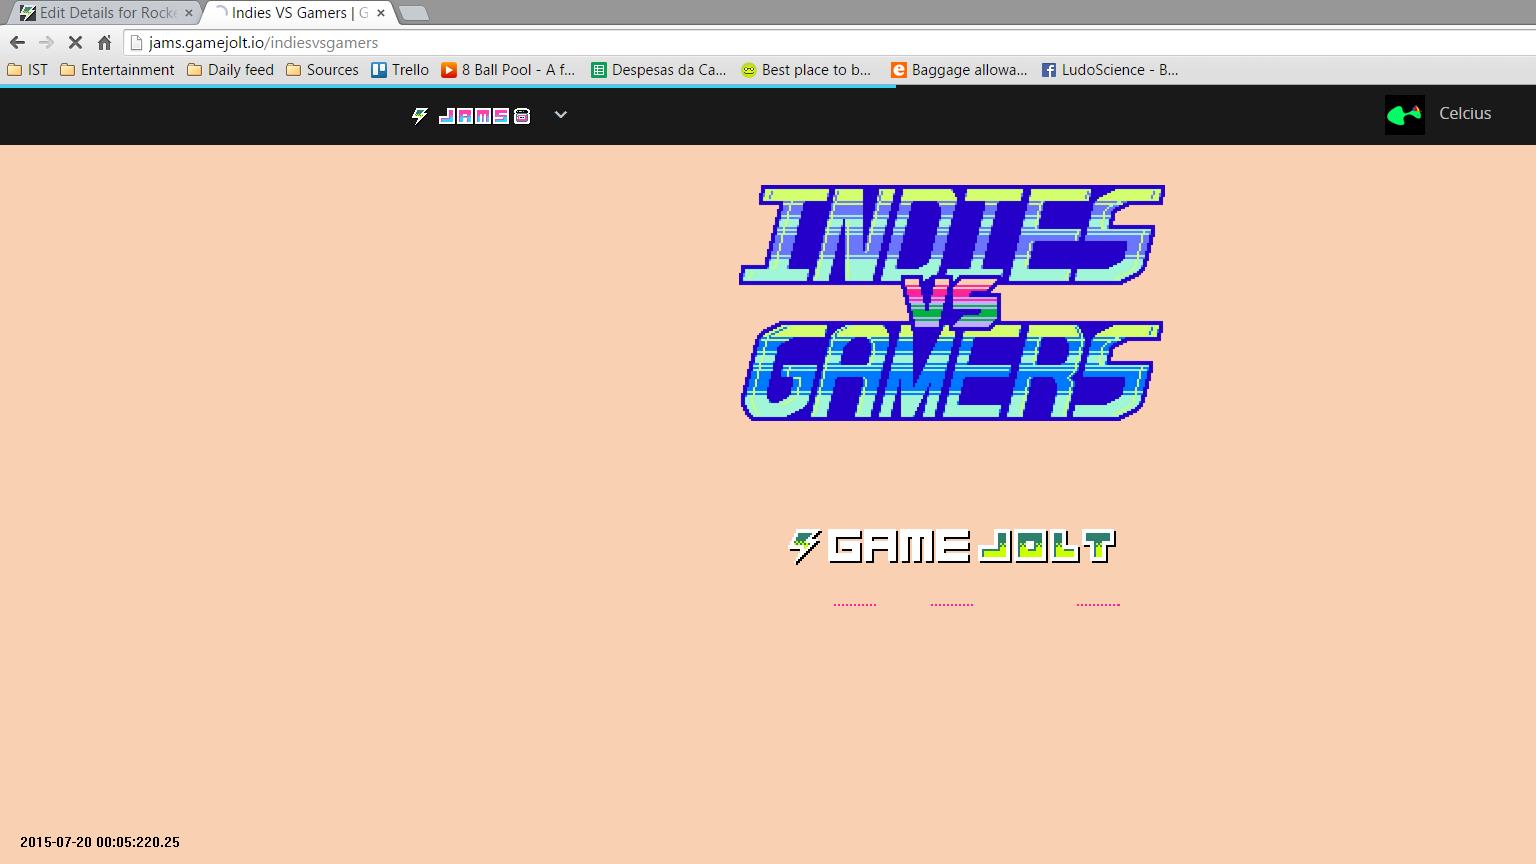 Edit Details for Rocke
Indies VS Gamers | G
jams.gamejolt.io/indiesvsgamers
IST Entertainment Daily feed Sources Trello 8 Ball Pool - A f... Despesas da Ca... Best place to b... Baggage allowa... LudoScience - B...
JAMS Celcius
INDIES
VS
GAMERS
GAME JOLT
2015-07-20 00:05:220.25